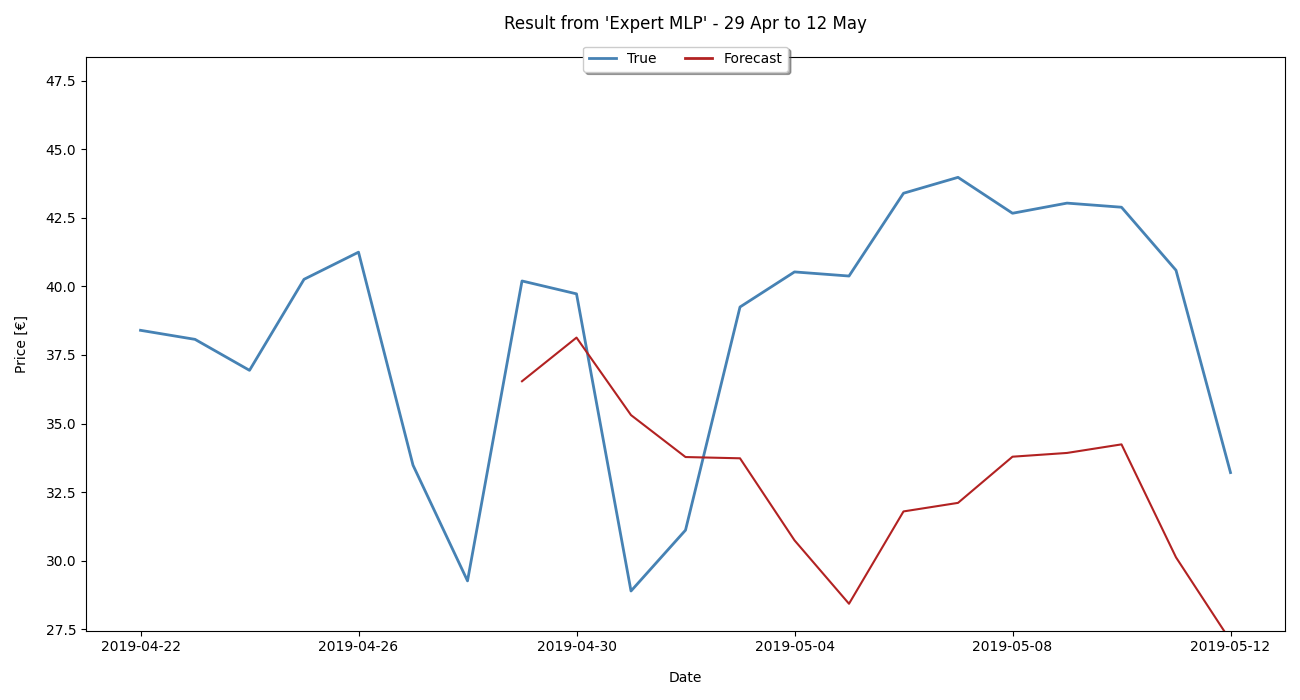 Result from 'Expert MLP' - 29 Apr to 12 May
True Forecast
47.5
45.0
42.5
40.0
37.5
35.0
32.5
30.0
27.5
Price [€]
2019-04-22 2019-04-26 2019-04-30 2019-05-04 2019-05-08 2019-05-12
Date